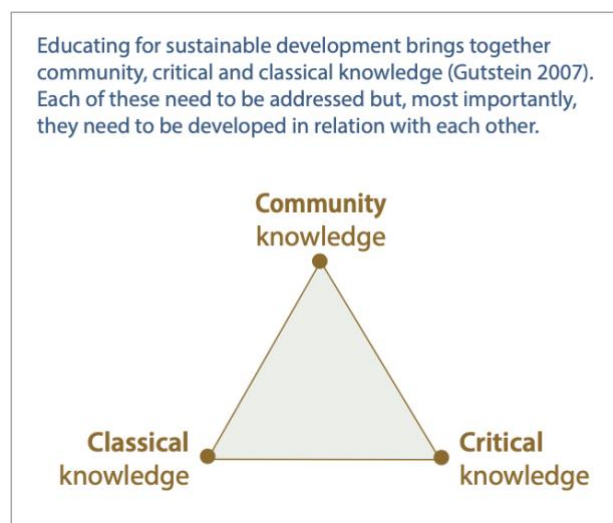 Educating for sustainable development brings together
community, critical and classical knowledge (Gutstein 2007).
Each of these need to be addressed but, most importantly,
they need to be developed in relation with each other.
Community
knowledge
Classical
knowledge
Critical
knowledge